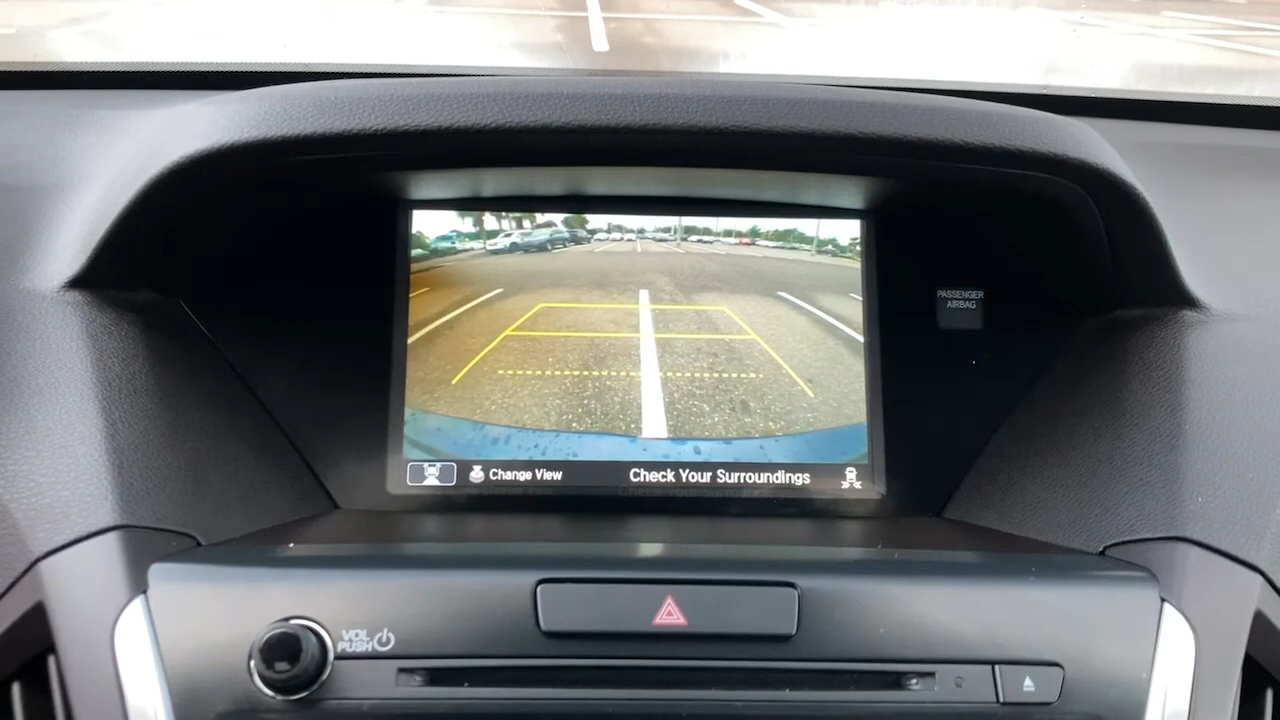 PASSENGER
AIRBAG
Change View
Check Your Surroundings
VOL
PUSH